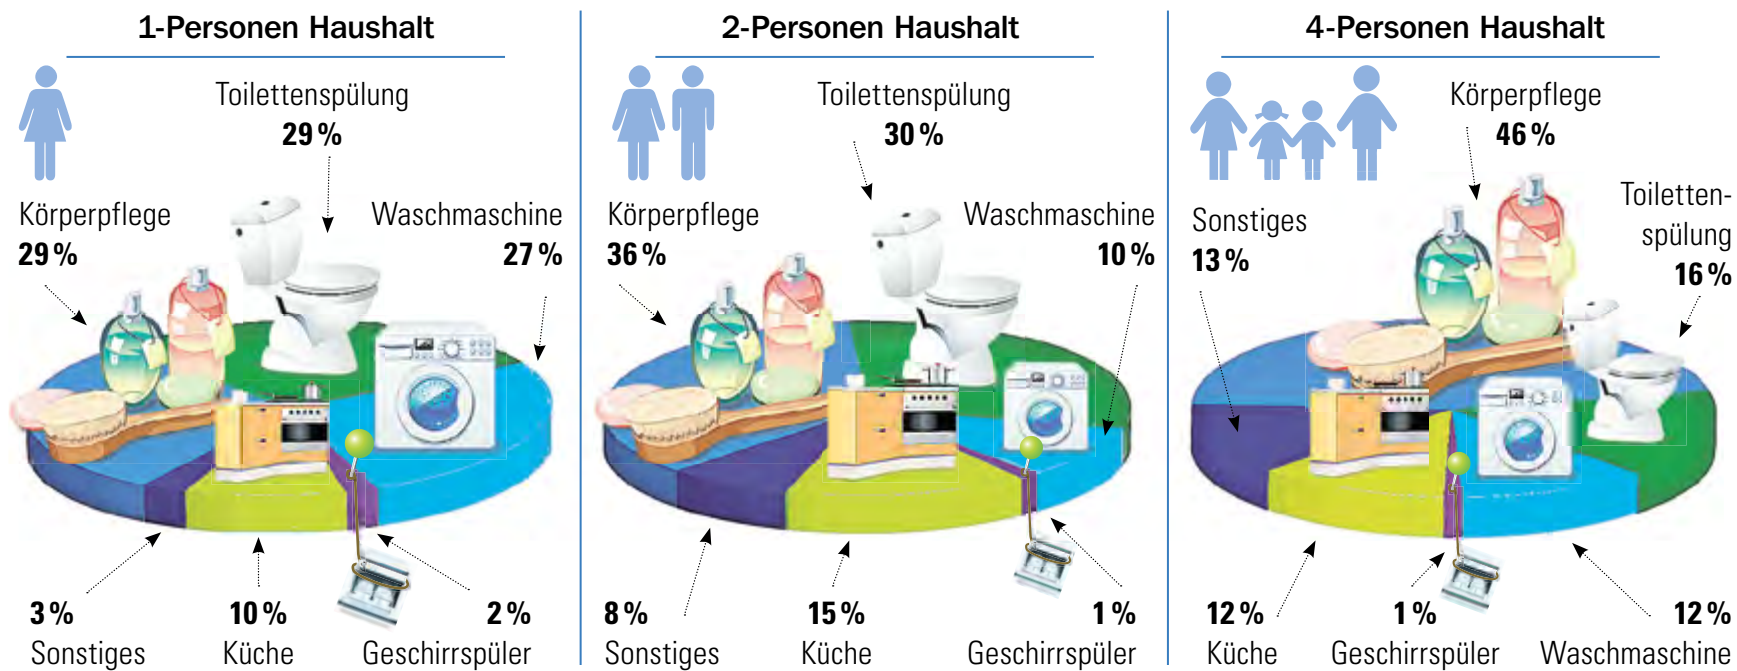 1-Personen Haushalt
Toilettenspülung
29 %
Körperpflege
29 %
Waschmaschine
27 %
3 %
Sonstiges
10 %
Küche
2 %
Geschirrspüler
2-Personen Haushalt
Toilettenspülung
30 %
Körperpflege
36 %
Waschmaschine
10 %
8 %
Sonstiges
15 %
Küche
1 %
Geschirrspüler
4-Personen Haushalt
Körperpflege
46 %
Toiletten-
spülung
16 %
Sonstiges
13 %
12 %
Küche
1 %
Geschirrspüler
12 %
Waschmaschine